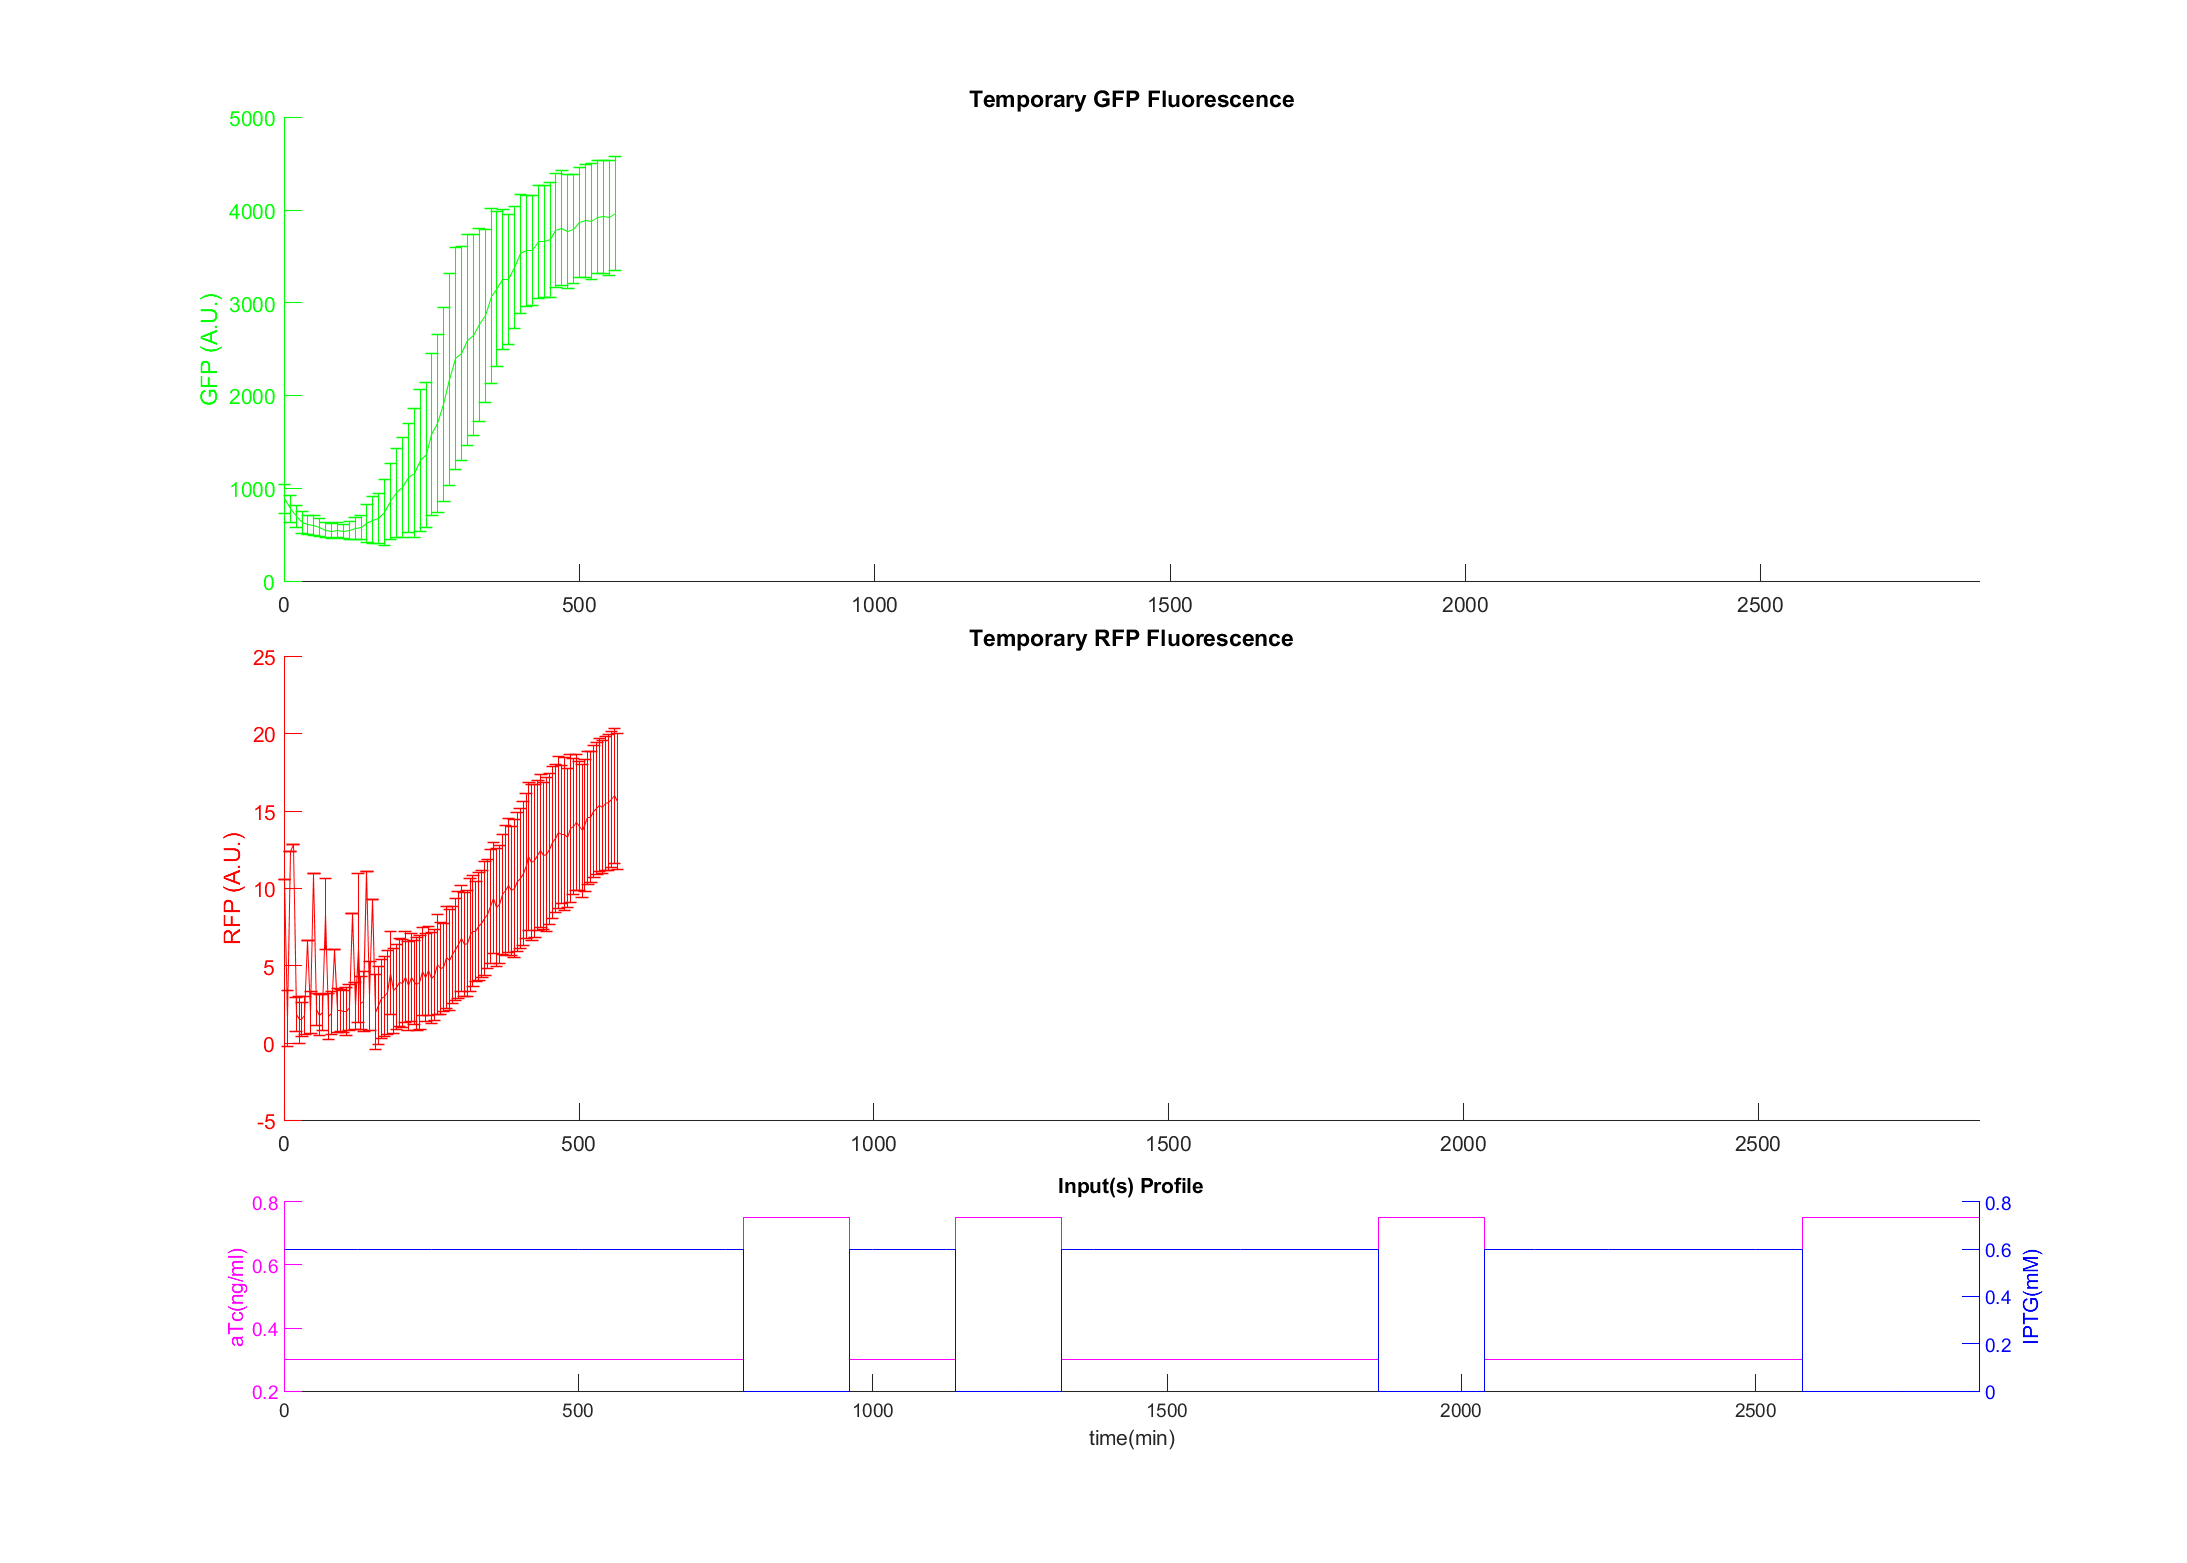 Temporary GFP Fluorescence
5000
4000
3000
2000
1000
0
GFP (A.U.)
0 500 1000 1500 2000 2500
Temporary RFP Fluorescence
25
20
15
10
5
0
-5
RFP (A.U.)
0 500 1000 1500 2000 2500
Input(s) Profile
0.8
0.6
0.4
0.2
aTc(ng/ml)
0.8
0.6
0.4
0.2
0
IPTG(mM)
0 500 1000 1500 2000 2500
time(min)